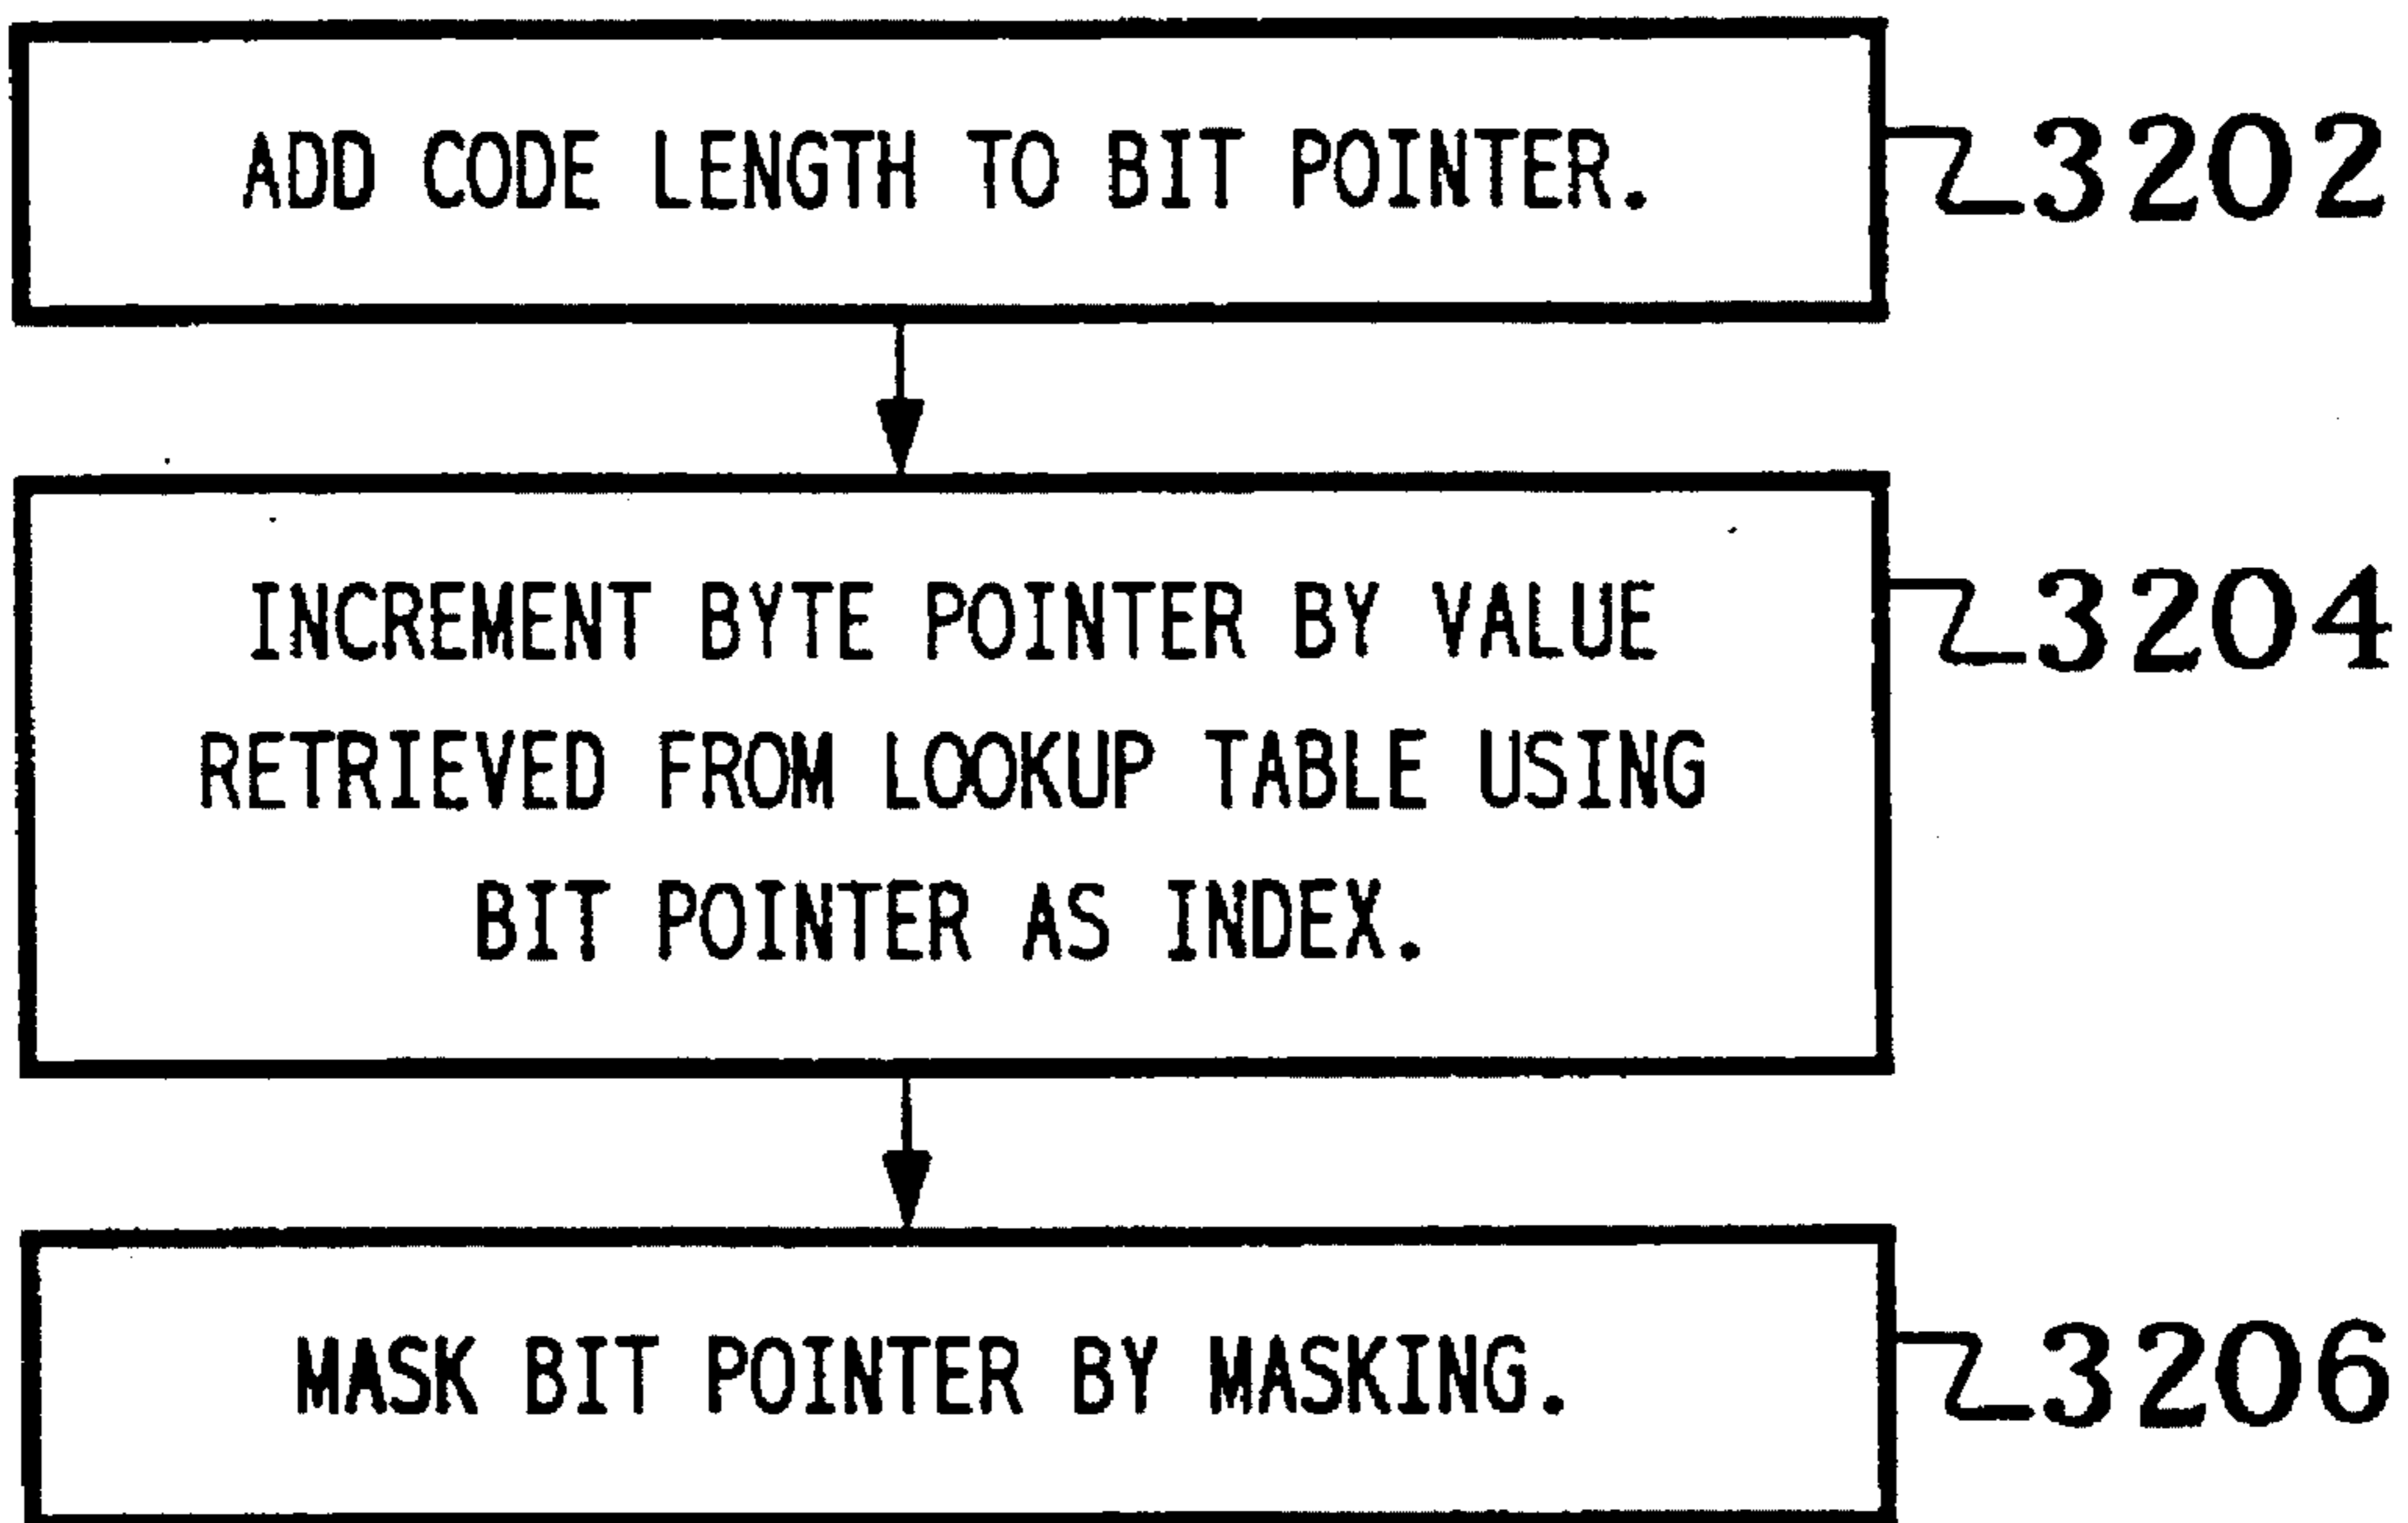 ADD CODE LENGTH TO BIT POINTER.
3202
INCREMENT BYTE POINTER BY VALUE
3204
RETRIEVED FROM LOOKUP TABLE USING
BIT POINTER AS INDEX.
MASK BIT POINTER BY MASKING.
3206